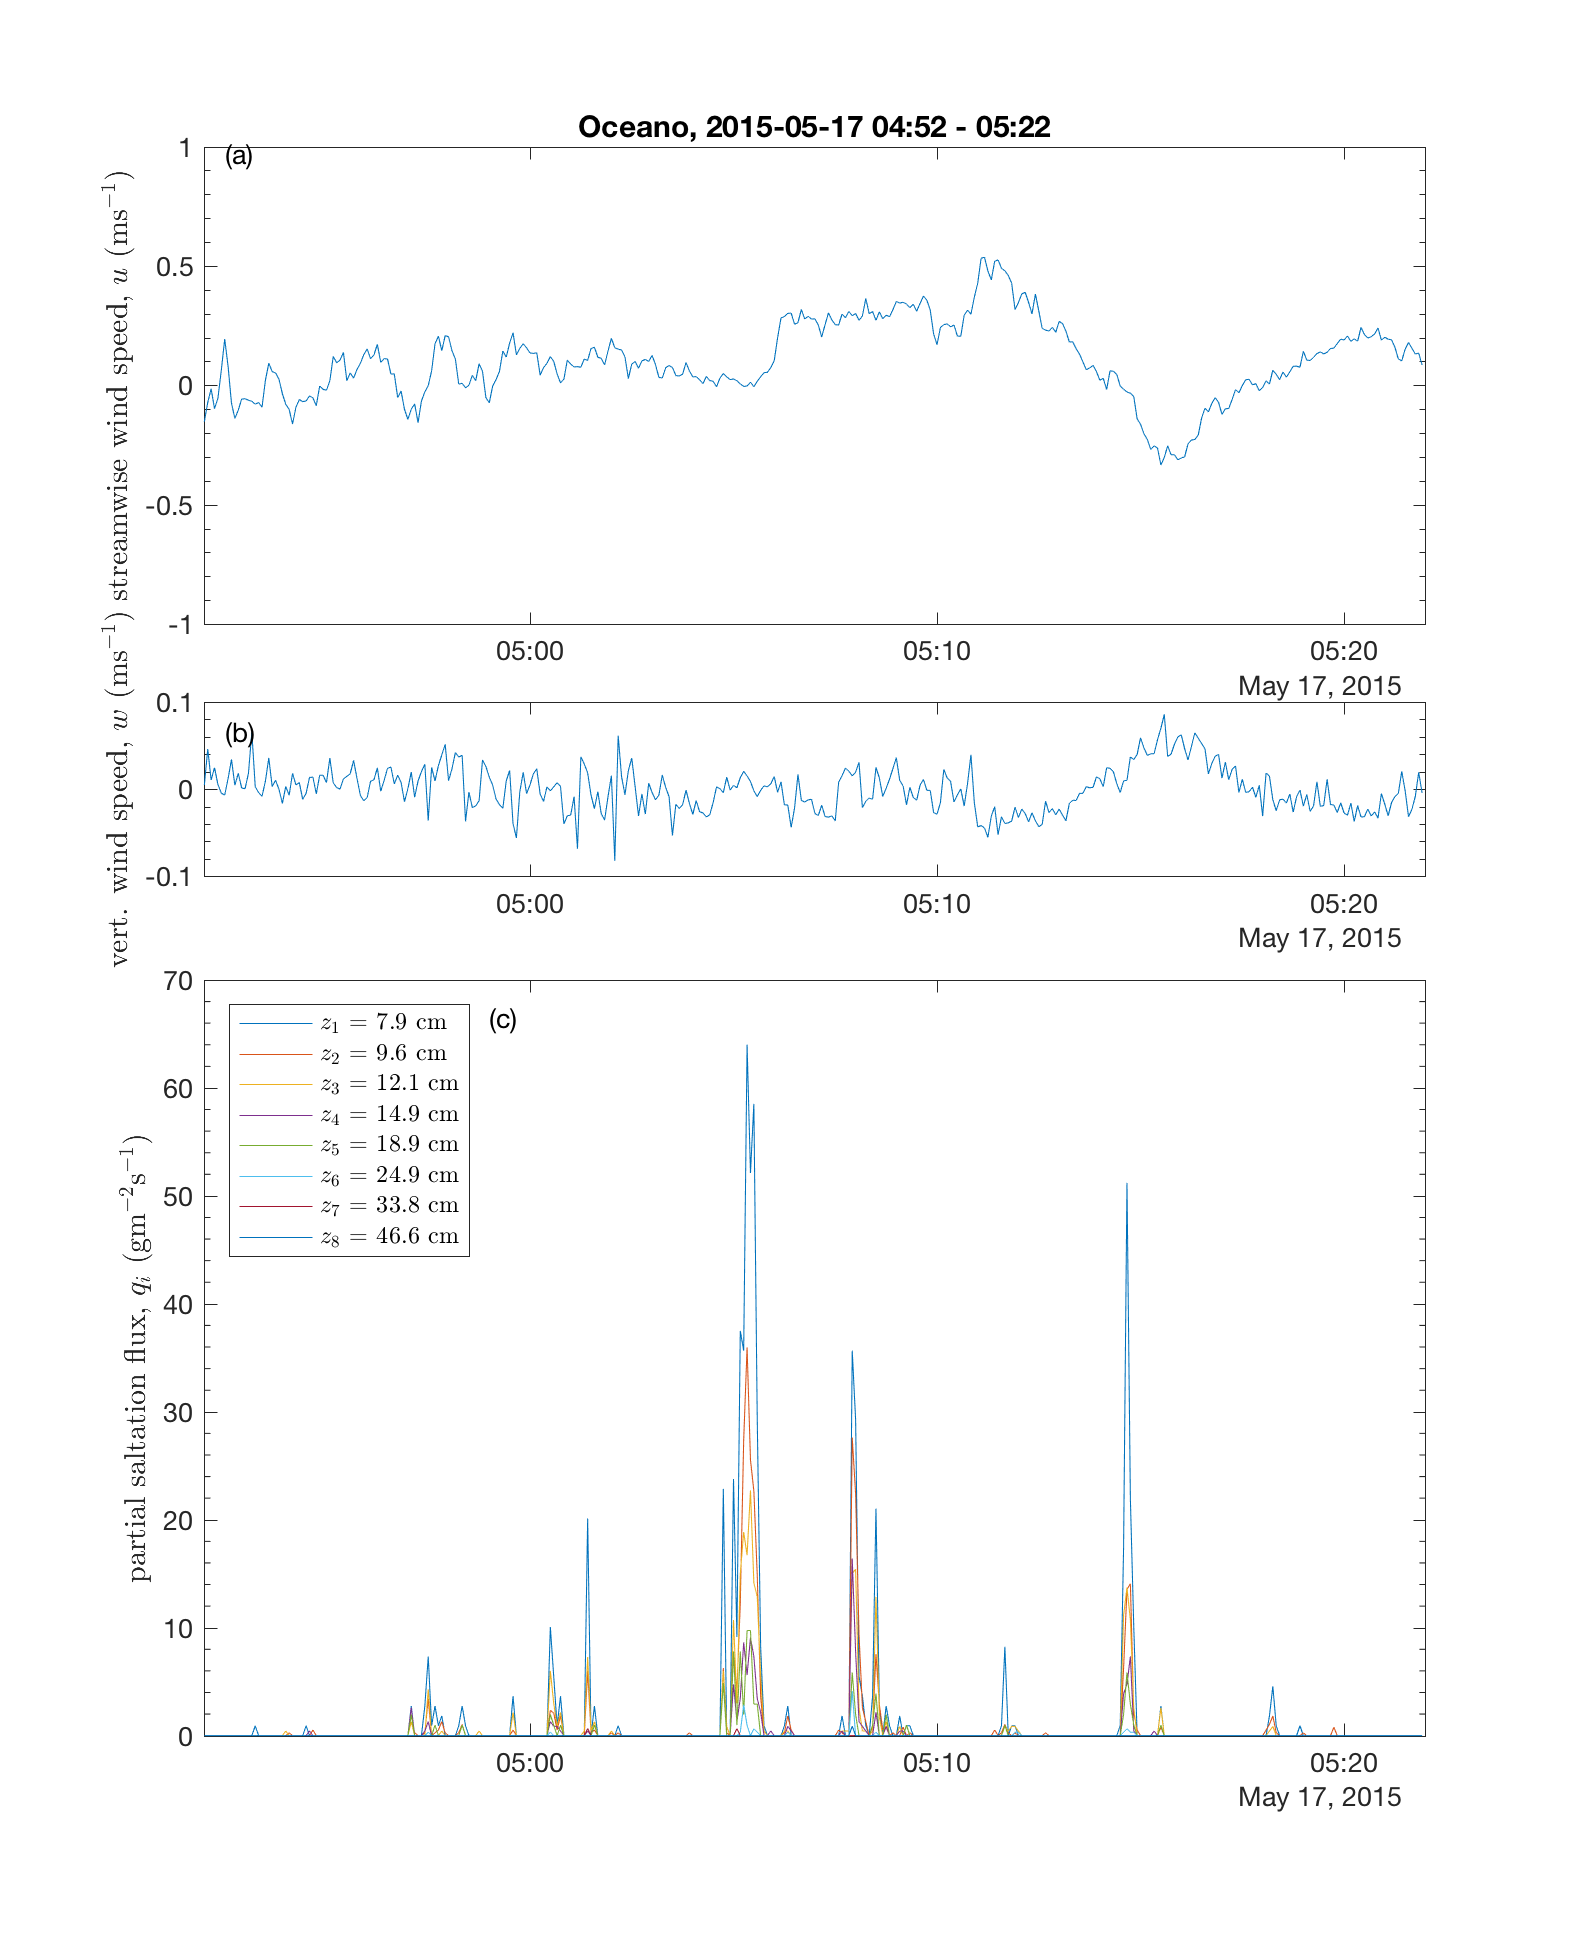 Oceano, 2015-05-17 04:52 - 05:22
(a)
streamwise wind speed, u (ms⁻¹)
1
0.5
0
-0.5
-1
05:00 05:10 05:20
May 17, 2015
(b)
vert. wind speed, w (ms⁻¹)
0.1
0
-0.1
05:00 05:10 05:20
May 17, 2015
(c)
partial saltation flux, qᵢ (gm⁻²s⁻¹)
70
60
50
40
30
20
10
0
z₁ = 7.9 cm
z₂ = 9.6 cm
z₃ = 12.1 cm
z₄ = 14.9 cm
z₅ = 18.9 cm
z₆ = 24.9 cm
z₇ = 33.8 cm
z₈ = 46.6 cm
05:00 05:10 05:20
May 17, 2015